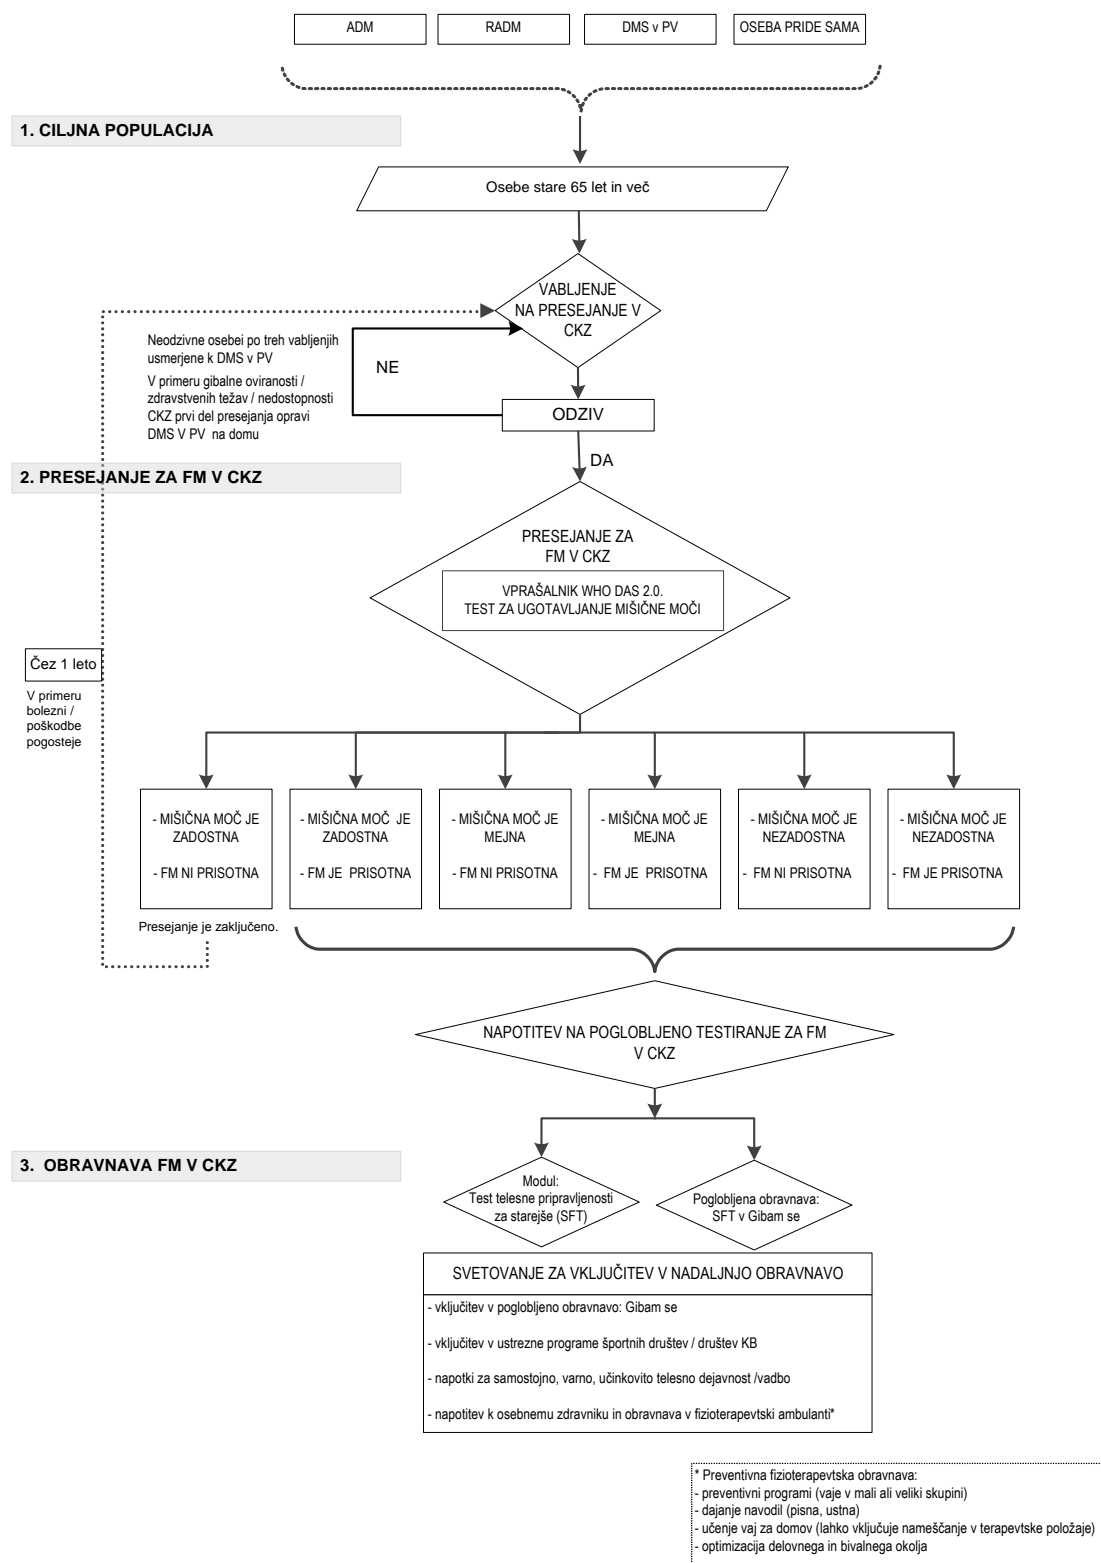 ADM
RADM
DMS v PV
OSEBA PRIDE SAMA
1. CILJNA POPULACIJA
Osebe stare 65 let in več
VABLJENJE
NA PRESEJANJE V
CKZ
Neodzivne osebei po treh vabljenjih
usmerjene k DMS v PV
V primeru gibalne oviranosti /
zdravstvenih težav / nedostopnosti
CKZ prvi del presejanja opravi
DMS V PV na domu
NE
ODZIV
DA
2. PRESEJANJE ZA FM V CKZ
PRESEJANJE ZA
FM V CKZ
VPRAŠALNIK WHO DAS 2.0.
TEST ZA UGOTAVLJANJE MIŠIČNE MOČI
Čez 1 leto
V primeru
bolezni /
poškodbe
pogosteje
- MIŠIČNA MOČ JE
ZADOSTNA
- FM NI PRISOTNA
- MIŠIČNA MOČ JE
ZADOSTNA
- FM JE PRISOTNA
- MIŠIČNA MOČ JE
MEJNA
- FM NI PRISOTNA
- MIŠIČNA MOČ JE
MEJNA
- FM JE PRISOTNA
- MIŠIČNA MOČ JE
NEZADOSTNA
- FM NI PRISOTNA
- MIŠIČNA MOČ JE
NEZADOSTNA
- FM JE PRISOTNA
Presejanje je zaključeno.
NAPOTITEV NA POGLOBLJENO TESTIRANJE ZA FM
V CKZ
3. OBRAVNAVA FM V CKZ
Modul:
Test telesne pripravljenosti
za starejše (SFT)
Poglobljena obravnava:
SFT v Gibam se
SVETOVANJE ZA VKLJUČITEV V NADALJNJO OBRAVNAVO
- vključitev v poglobljeno obravnavo: Gibam se
- vključitev v ustrezne programe športnih društev / društev KB
- napotki za samostojno, varno, učinkovito telesno dejavnost /vadbo
- napotitev k osebnemu zdravniku in obravnava v fizioterapevtski ambulanti*
* Preventivna fizioterapevtska obravnava:
- preventivni programi (vaje v mali ali veliki skupini)
- dajanje navodil (pisna, ustna)
- učenje vaj za domov (lahko vključuje nameščanje v terapevtske položaje)
- optimizacija delovnega in bivalnega okolja